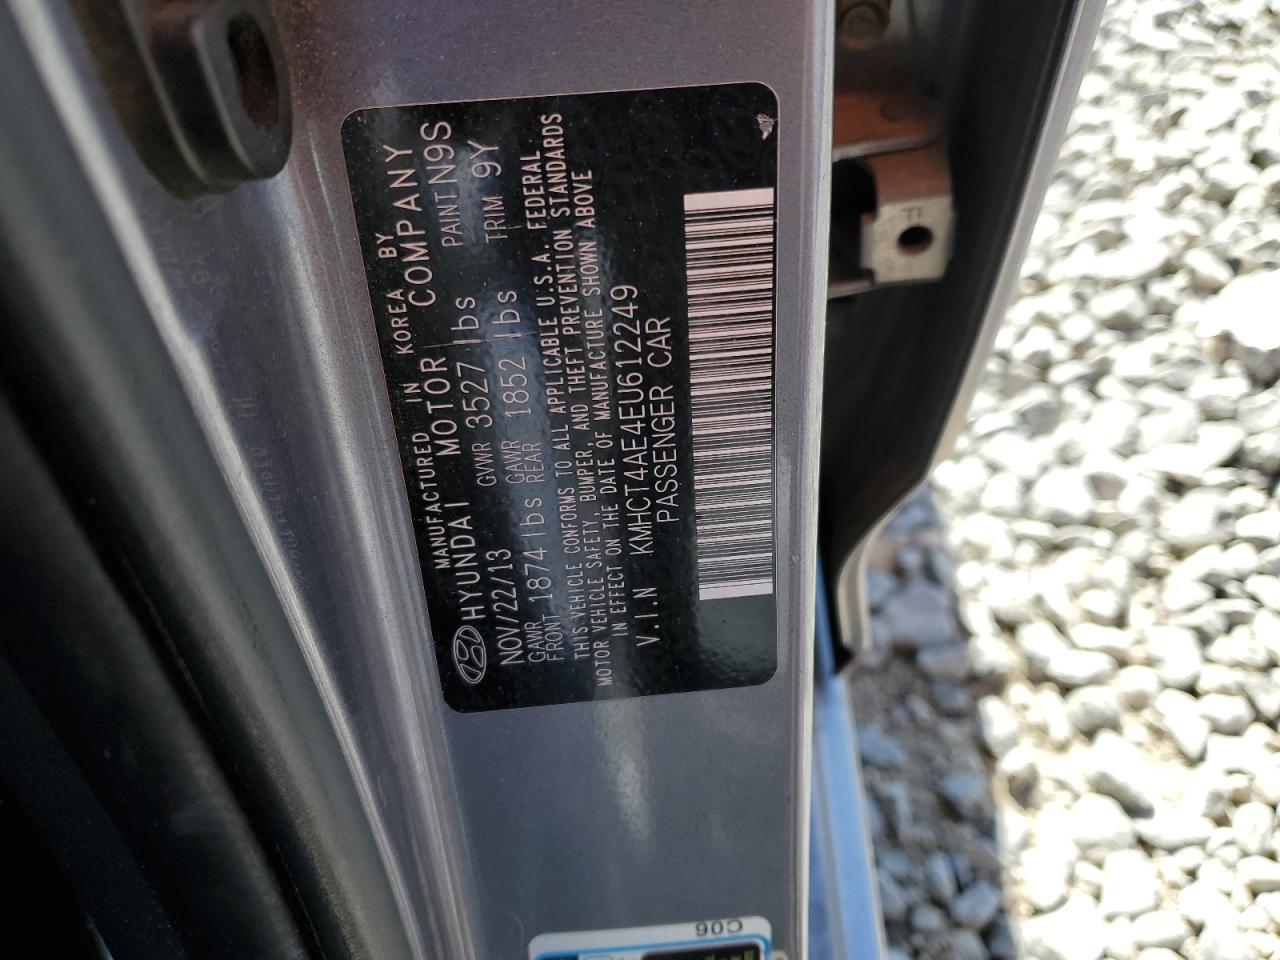 MANUFACTURED IN KOREA BY
HYUNDAI MOTOR COMPANY
NOV/22/13 GVWR 3527 lbs PAINT N9S
GAWR FRONT 1874 lbs GAWR REAR 1852 lbs TRIM 9Y
THIS VEHICLE CONFORMS TO ALL APPLICABLE U.S.A. FEDERAL
MOTOR VEHICLE SAFETY, BUMPER, AND THEFT PREVENTION STANDARDS
IN EFFECT ON THE DATE OF MANUFACTURE SHOWN ABOVE
V.I.N KMHCT4AE4EU612249
PASSENGER CAR
F
C06